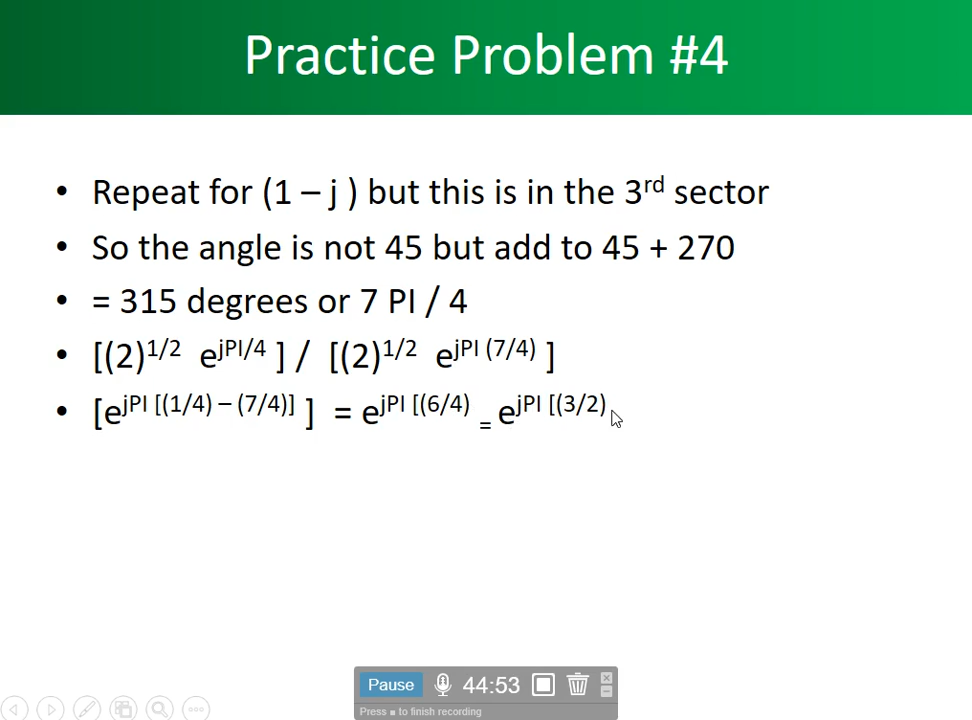 Practice Problem #4
• Repeat for (1 – j ) but this is in the 3rd sector
• So the angle is not 45 but add to 45 + 270
• = 315 degrees or 7 PI / 4
• [(2)1/2 ejPI/4 ] / [(2)1/2 ejPI (7/4) ]
• [ejPI [(1/4) – (7/4)] ] = ejPI [(6/4) = ejPI [(3/2)
Pause 44:53
Press ■ to finish recording